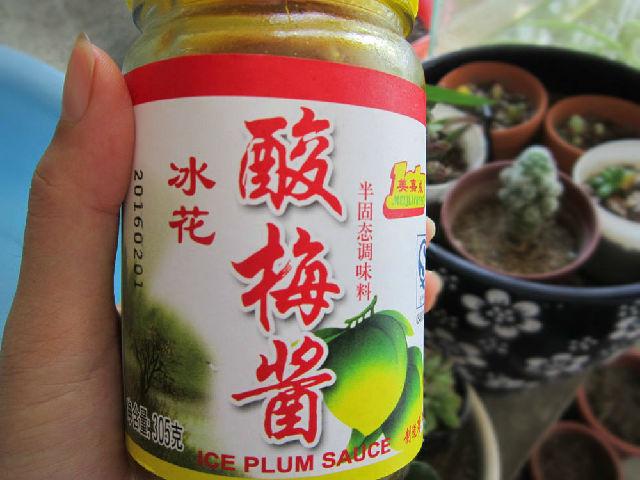 酸梅酱
冰花
半固态调味料
20160201
净含量:305克
ICE PLUM SAUCE